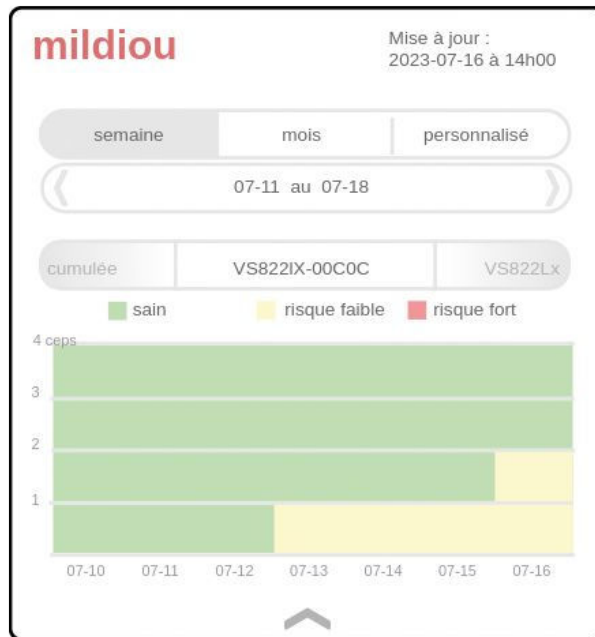 mildiou
Mise à jour :
2023-07-16 à 14h00
semaine mois personnalisé
07-11 au 07-18
cumulée VS822IX-00C0C VS822Lx
sain risque faible risque fort
4 ceps
3
2
1
07-10 07-11 07-12 07-13 07-14 07-15 07-16